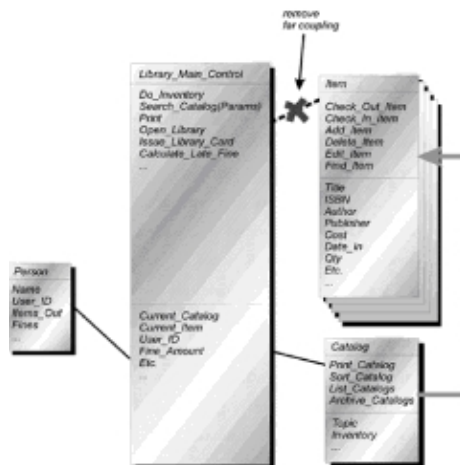 remove
for coupling
Library_Main_Control
Do_Inventory
Search_Catalog(Params)
Print
Open_Library
Issue_Library_Card
Calculate_Late_Fine
...
Current_Catalog
Current_Item
User_ID
Fine_Amount
Etc.
...
Item
Check_Out_Item
Check_In_Item
Add_Item
Delete_Item
Edit_Item
Find_Item
Title
ISBN
Author
Publisher
Cost
Date_In
Qty
Etc.
...
Person
Name
User_ID
Items_Out
Fines
...
Catalog
Print_Catalog
Sort_Catalog
List_Catalogs
Archive_Catalogs
Topic
Inventory
...